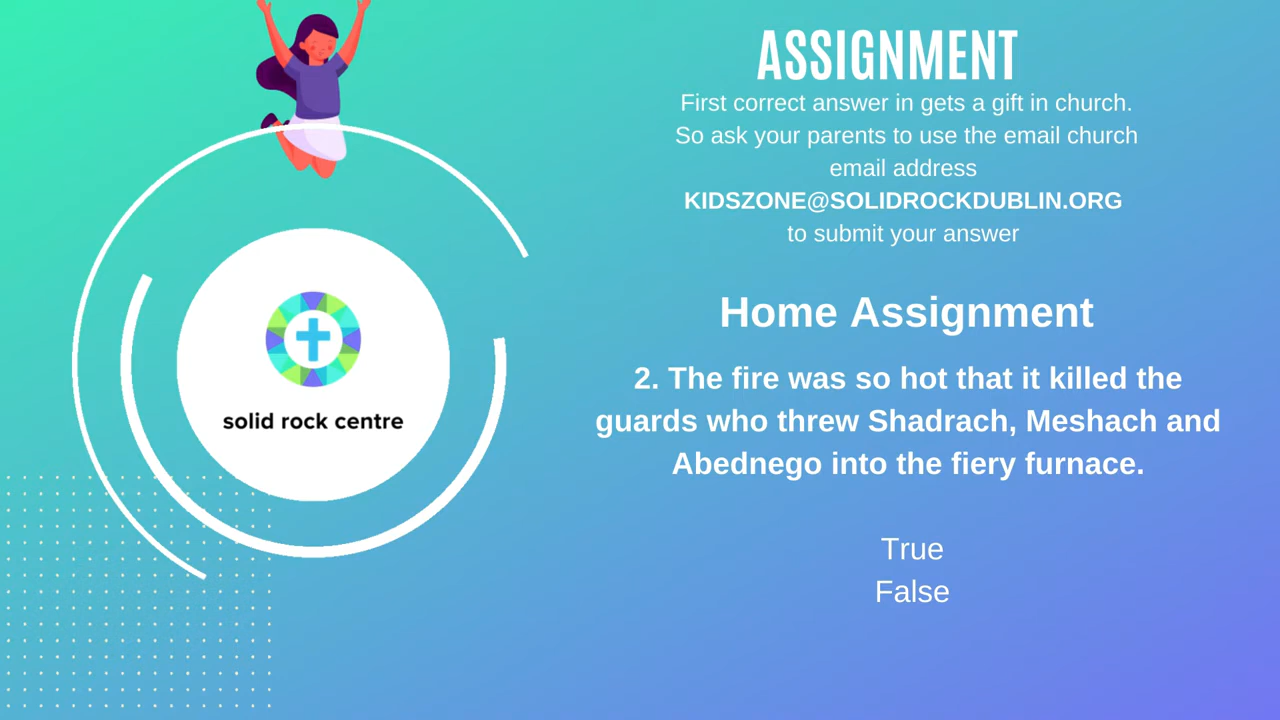 ASSIGNMENT
First correct answer in gets a gift in church.
So ask your parents to use the email church
email address
KIDSZONE@SOLIDROCKDUBLIN.ORG
to submit your answer
Home Assignment
2. The fire was so hot that it killed the
guards who threw Shadrach, Meshach and
Abednego into the fiery furnace.
True
False
solid rock centre